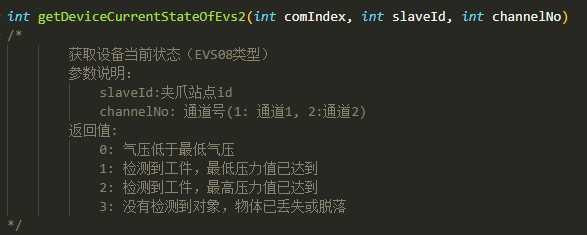 int getDeviceCurrentStateOfEvs2(int comIndex, int slaveId, int channelNo)
/*
获取设备当前状态（EVS08类型）
参数说明:
slaveId:夹爪站点id
channelNo: 通道号(1: 通道1, 2:通道2)
返回值:
0: 气压低于最低气压
1: 检测到工件，最低压力值已达到
2: 检测到工件，最高压力值已达到
3: 没有检测到对象，物体已丢失或脱落
*/